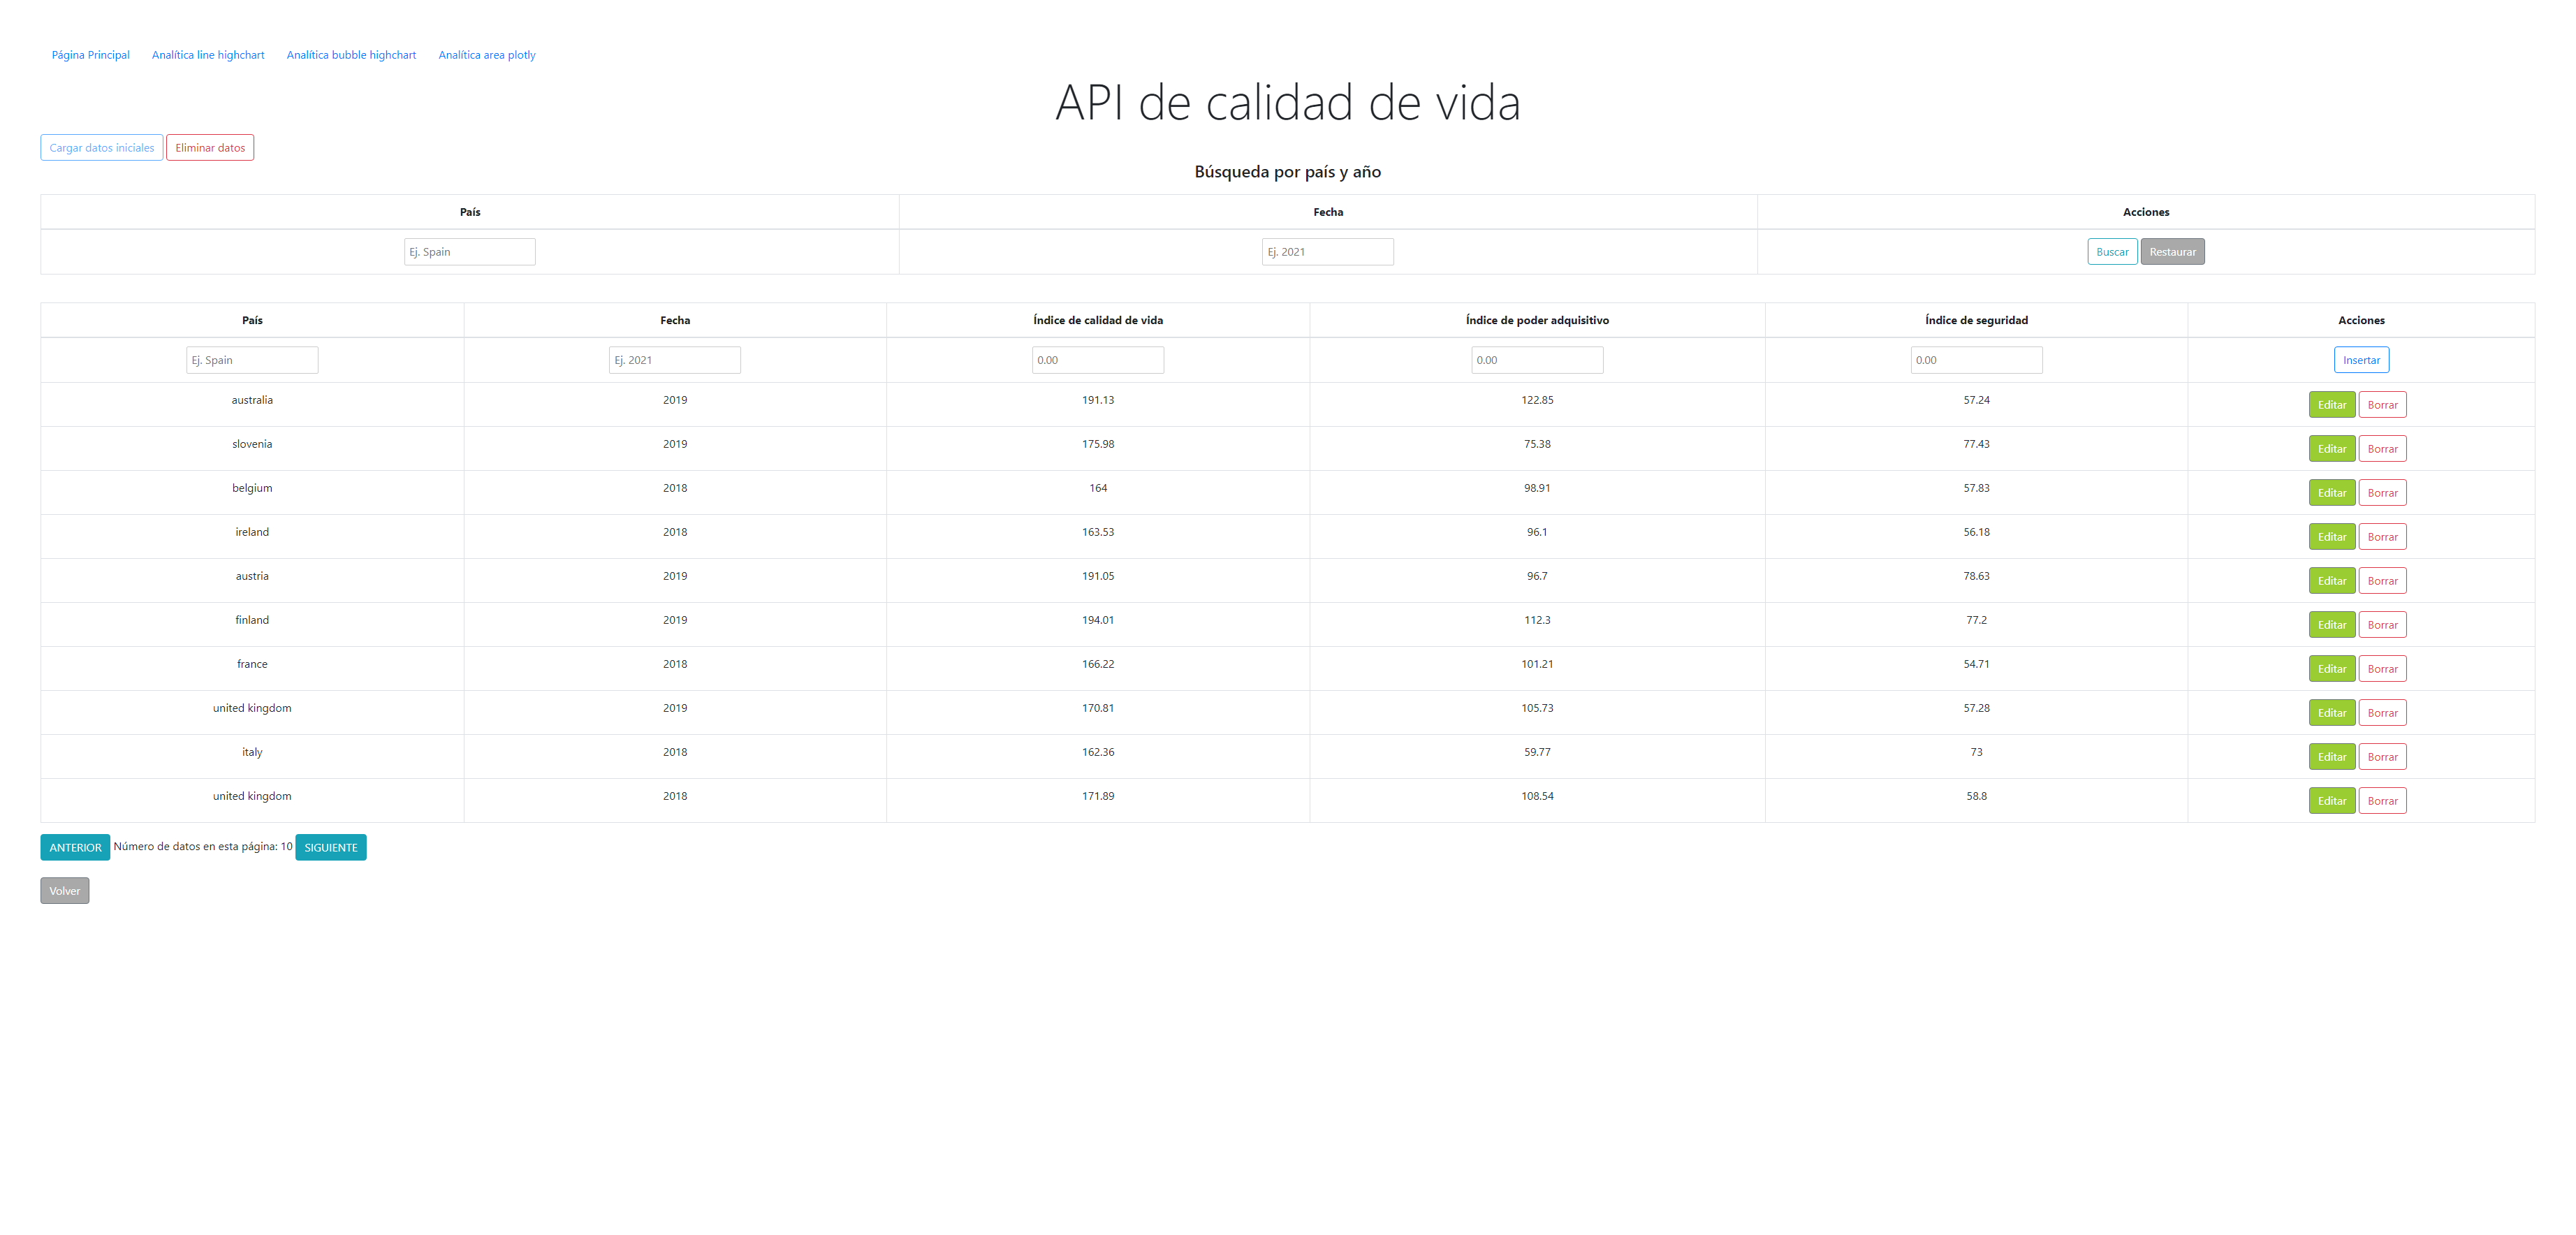 Página Principal Analítica line highchart Analítica bubble highchart Analítica area plotly
API de calidad de vida
Cargar datos iniciales Eliminar datos
Búsqueda por país y año
País Fecha Acciones
Ej. Spain Ej. 2021 Buscar Restaurar
País Fecha Índice de calidad de vida Índice de poder adquisitivo Índice de seguridad Acciones
Ej. Spain Ej. 2021 0.00 0.00 0.00 Insertar
australia 2019 191.13 122.85 57.24 Editar Borrar
slovenia 2019 175.98 75.38 77.43 Editar Borrar
belgium 2018 164 98.91 57.83 Editar Borrar
ireland 2018 163.53 96.1 56.18 Editar Borrar
austria 2019 191.05 96.7 78.63 Editar Borrar
finland 2019 194.01 112.3 77.2 Editar Borrar
france 2018 166.22 101.21 54.71 Editar Borrar
united kingdom 2019 170.81 105.73 57.28 Editar Borrar
italy 2018 162.36 59.77 73 Editar Borrar
united kingdom 2018 171.89 108.54 58.8 Editar Borrar
ANTERIOR Número de datos en esta página: 10 SIGUIENTE
Volver